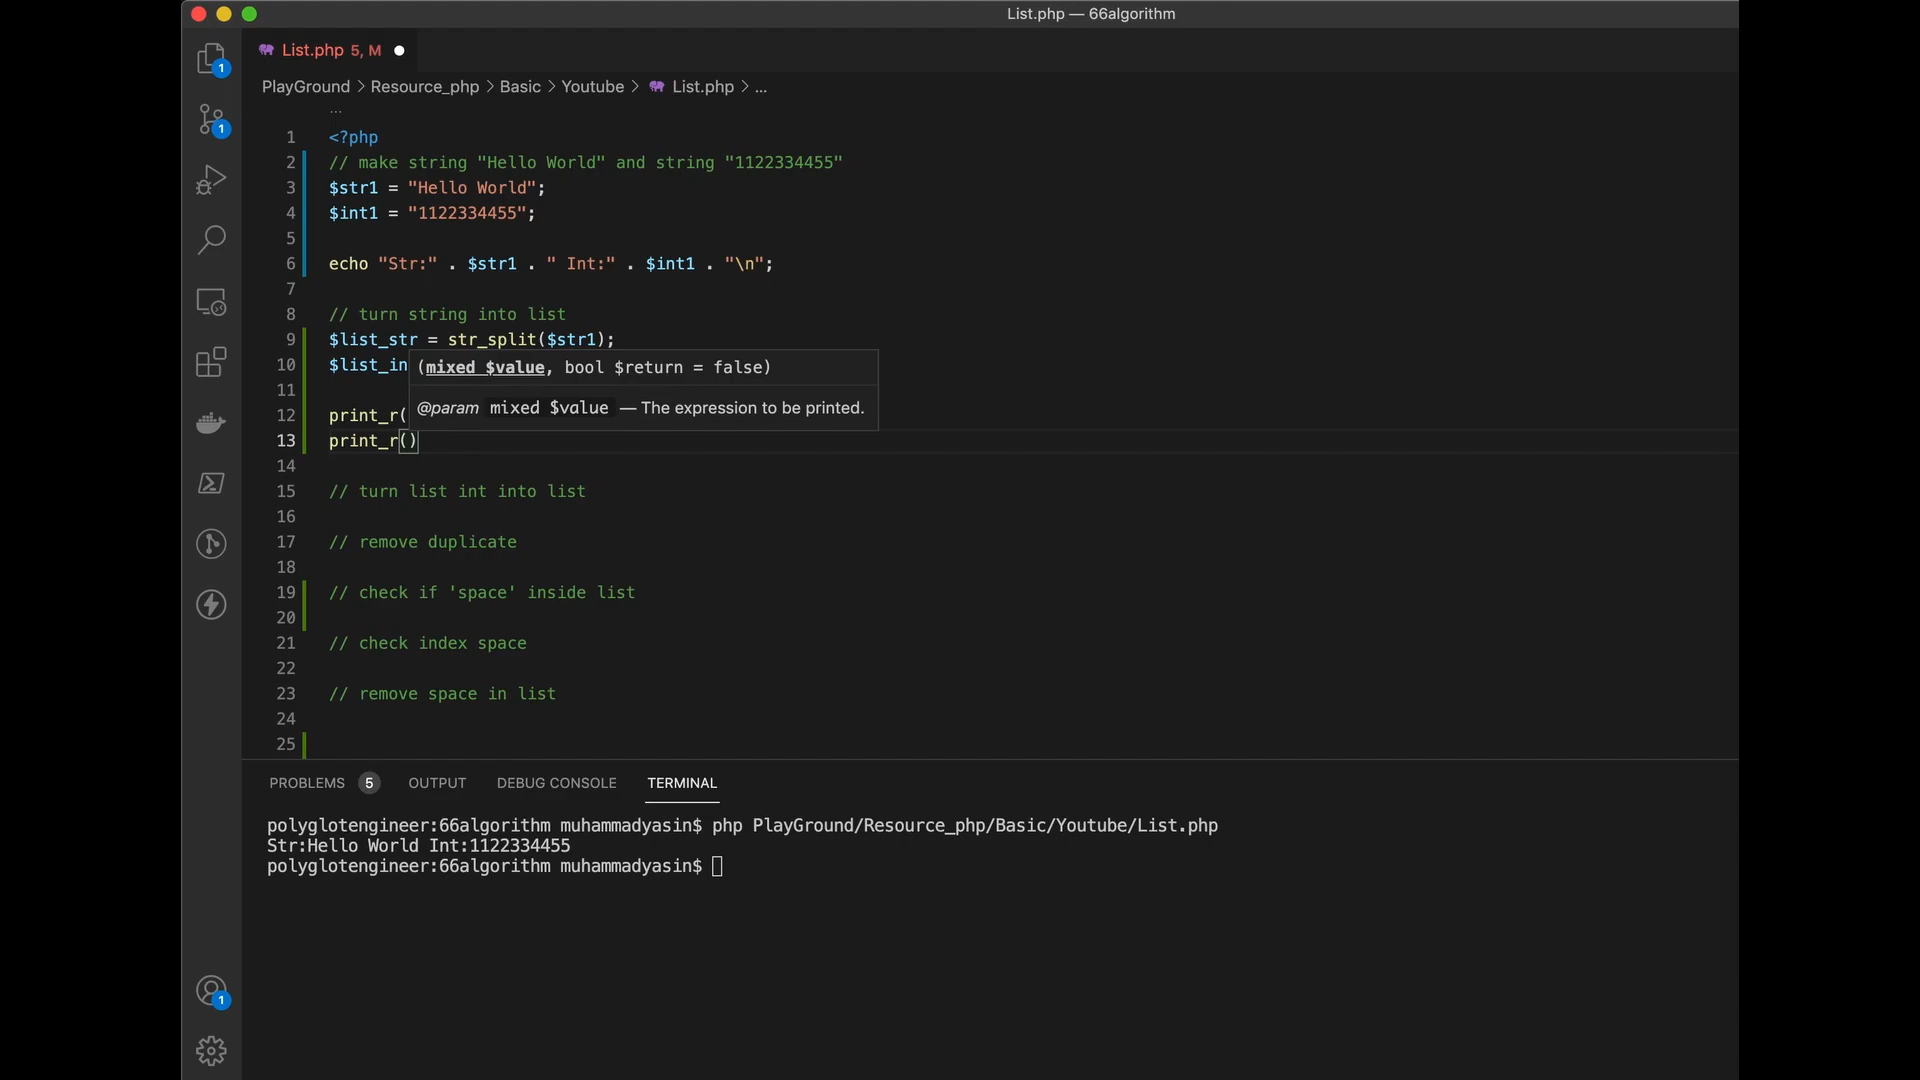 List.php — 66algorithm
List.php 5, M
PlayGround > Resource_php > Basic > Youtube > List.php > ...
...
1 <?php
2 // make string "Hello World" and string "1122334455"
3 $str1 = "Hello World";
4 $int1 = "1122334455";
5
6 echo "Str:" . $str1 . " Int:" . $int1 . "\n";
7
8 // turn string into list
9 $list_str = str_split($str1);
10 $list_in
(mixed $value, bool $return = false)
11
@param mixed $value — The expression to be printed.
12 print_r(
13 print_r()
14
15 // turn list int into list
16
17 // remove duplicate
18
19 // check if 'space' inside list
20
21 // check index space
22
23 // remove space in list
24
25
1
1
1
PROBLEMS 5 OUTPUT DEBUG CONSOLE TERMINAL
polyglotengineer:66algorithm muhammadyasin$ php PlayGround/Resource_php/Basic/Youtube/List.php
Str:Hello World Int:1122334455
polyglotengineer:66algorithm muhammadyasin$